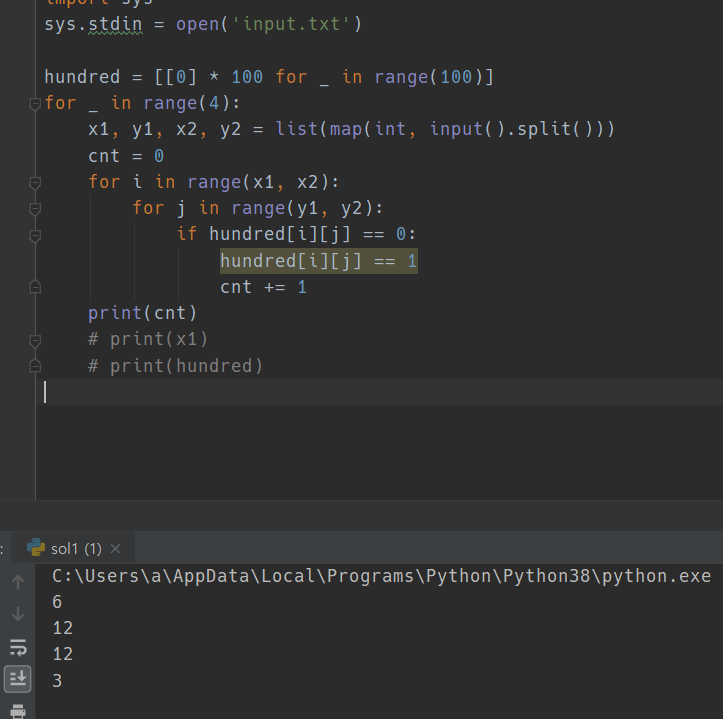 import sys
sys.stdin = open('input.txt')
hundred = [[0] * 100 for _ in range(100)]
for _ in range(4):
x1, y1, x2, y2 = list(map(int, input().split()))
cnt = 0
for i in range(x1, x2):
for j in range(y1, y2):
if hundred[i][j] == 0:
hundred[i][j] == 1
cnt += 1
print(cnt)
# print(x1)
# print(hundred)
: sol1 (1) ×
C:\Users\a\AppData\Local\Programs\Python\Python38\python.exe
6
12
12
3